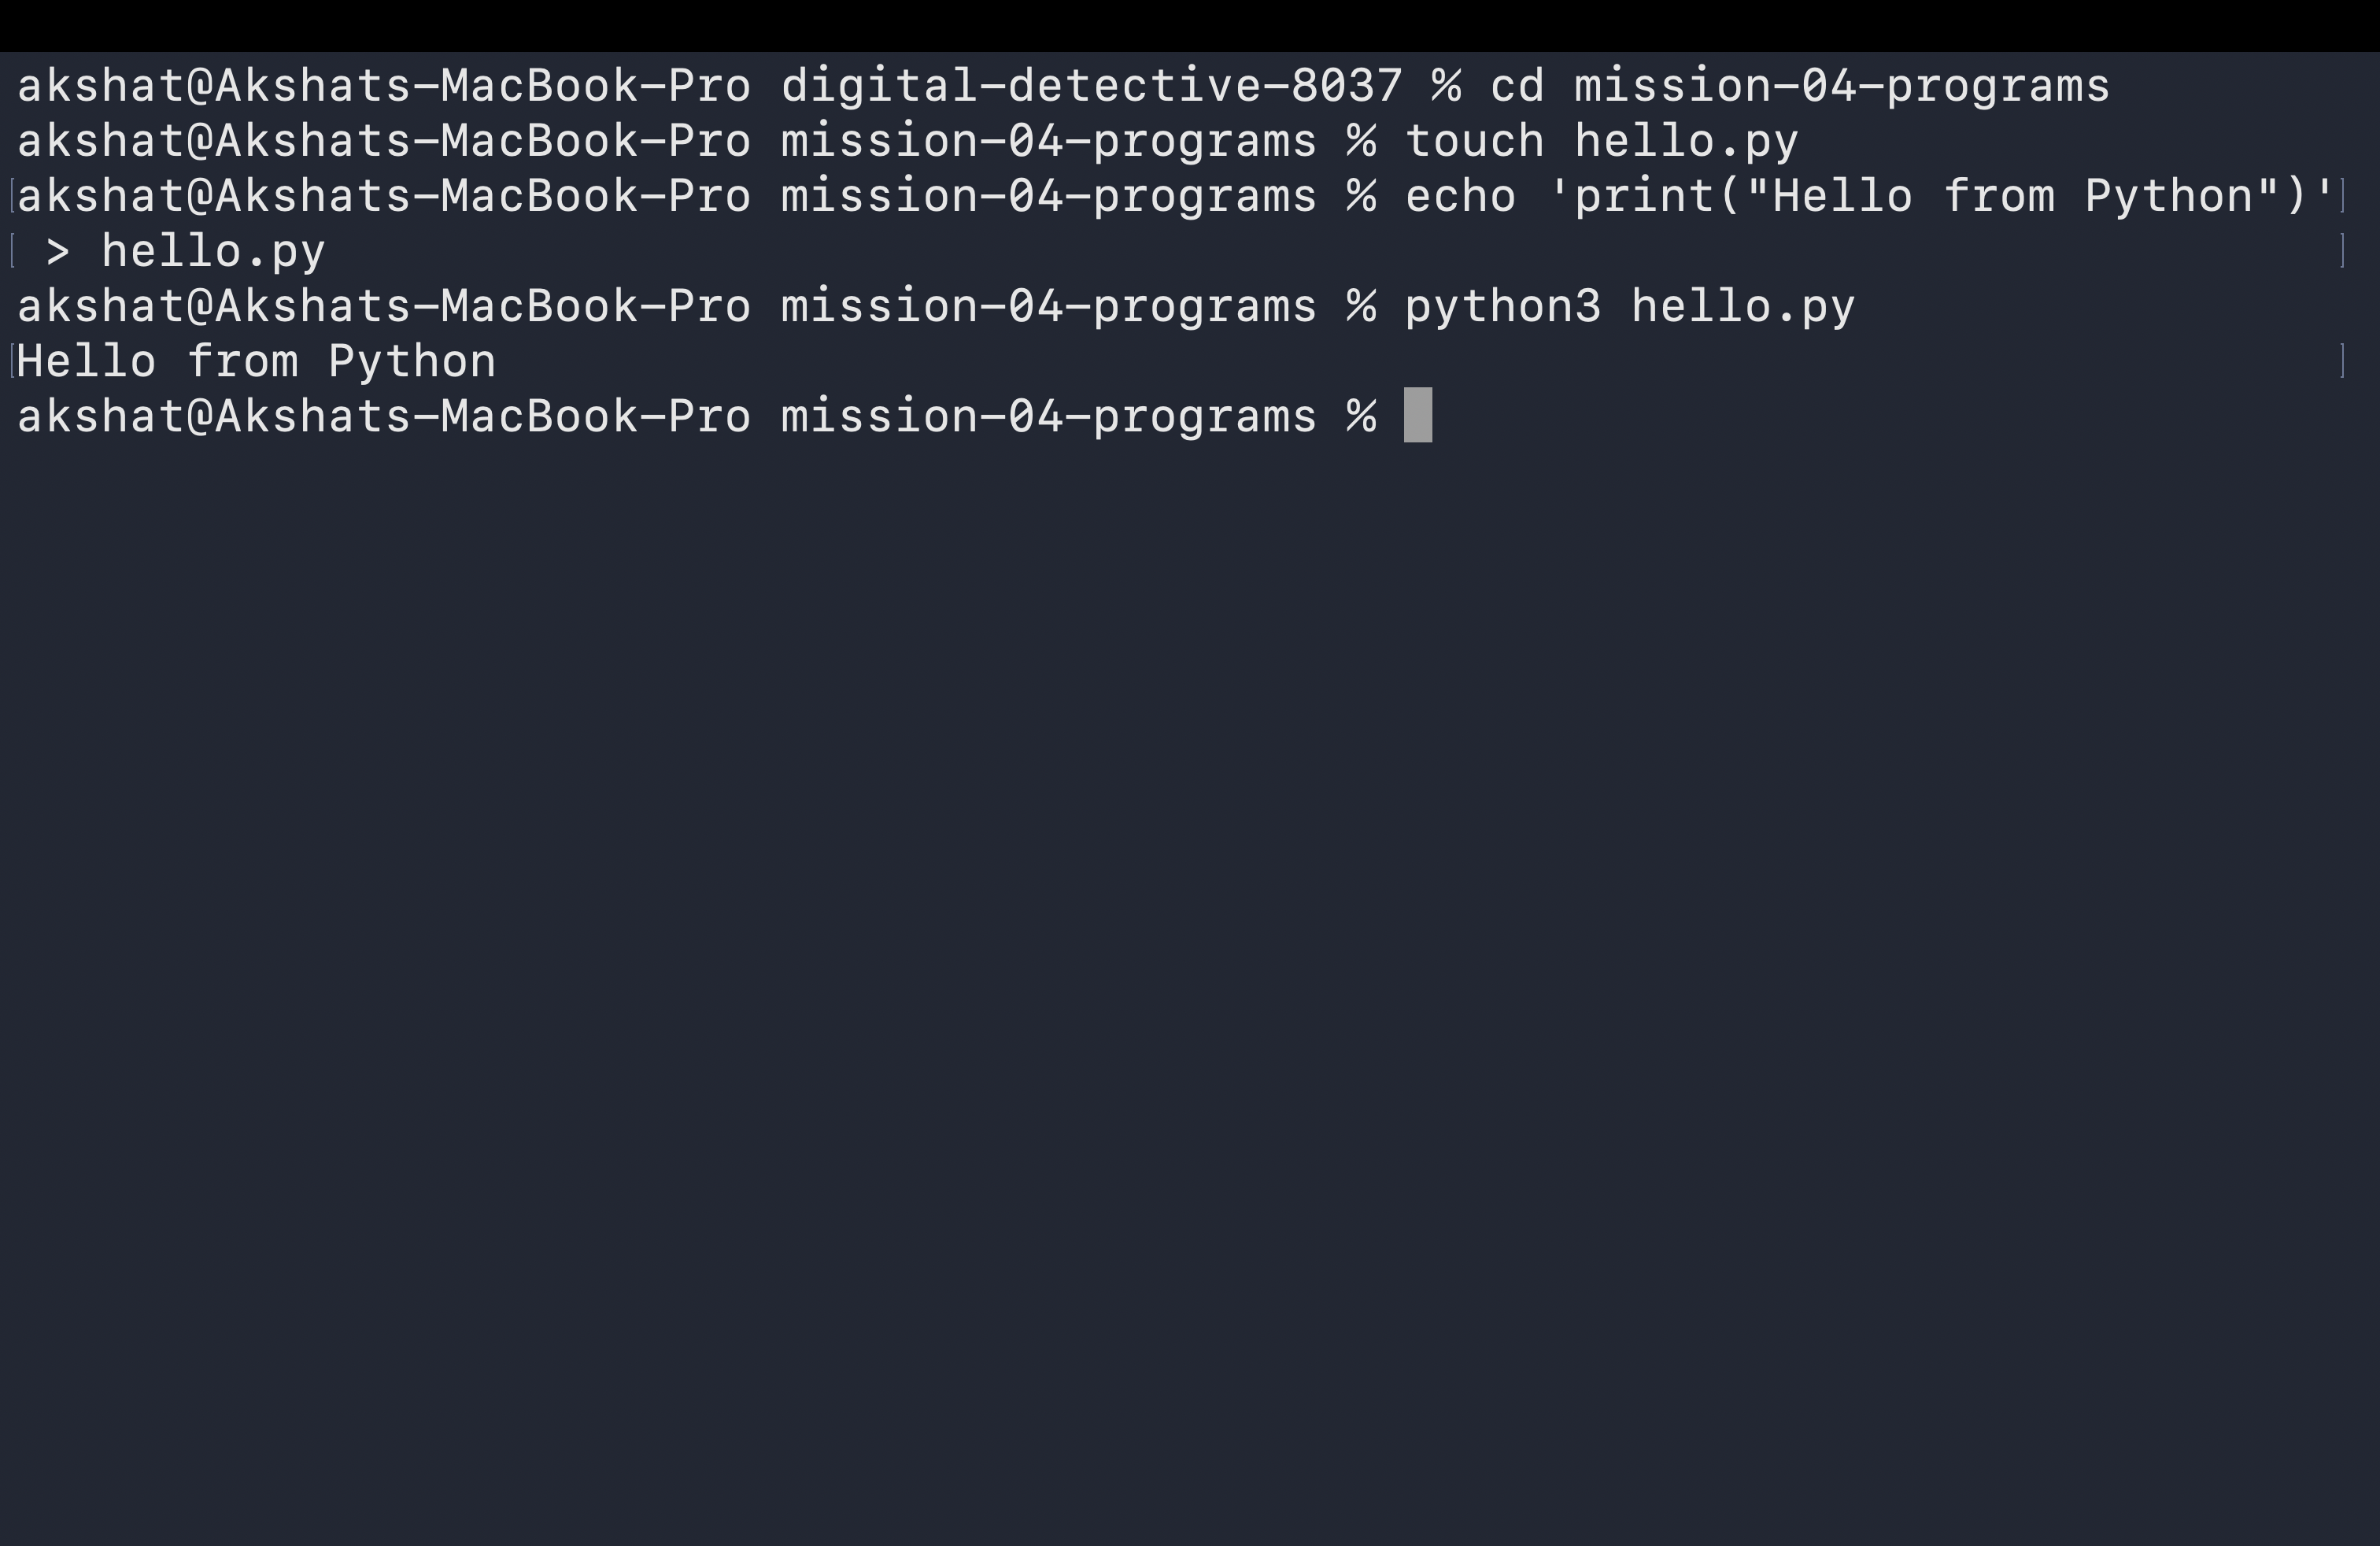 akshat@Akshats-MacBook-Pro digital-detective-8037 % cd mission-04-programs
akshat@Akshats-MacBook-Pro mission-04-programs % touch hello.py
akshat@Akshats-MacBook-Pro mission-04-programs % echo 'print("Hello from Python")'
 > hello.py
akshat@Akshats-MacBook-Pro mission-04-programs % python3 hello.py
Hello from Python
akshat@Akshats-MacBook-Pro mission-04-programs %